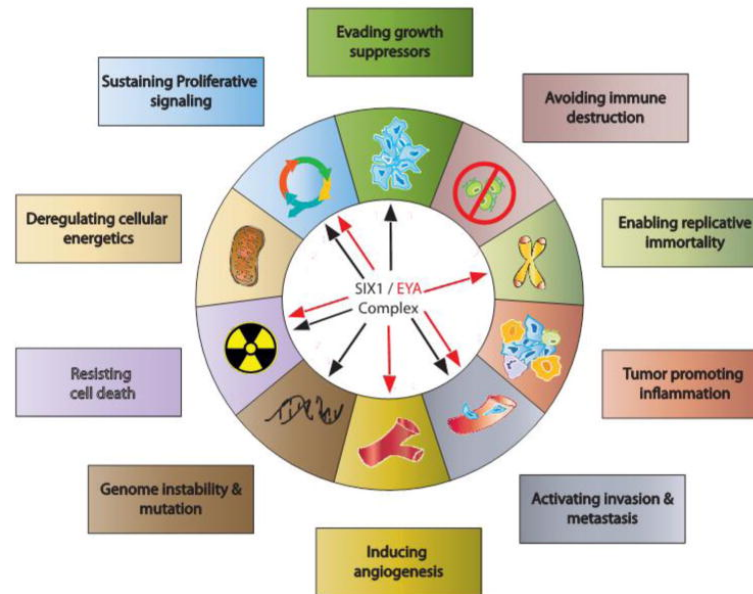 Evading growth
suppressors
Sustaining Proliferative
signaling
Avoiding immune
destruction
Deregulating cellular
energetics
Enabling replicative
immortality
SIX1 / EYA
Complex
Resisting
cell death
Tumor promoting
inflammation
Genome instability &
mutation
Activating invasion &
metastasis
Inducing
angiogenesis